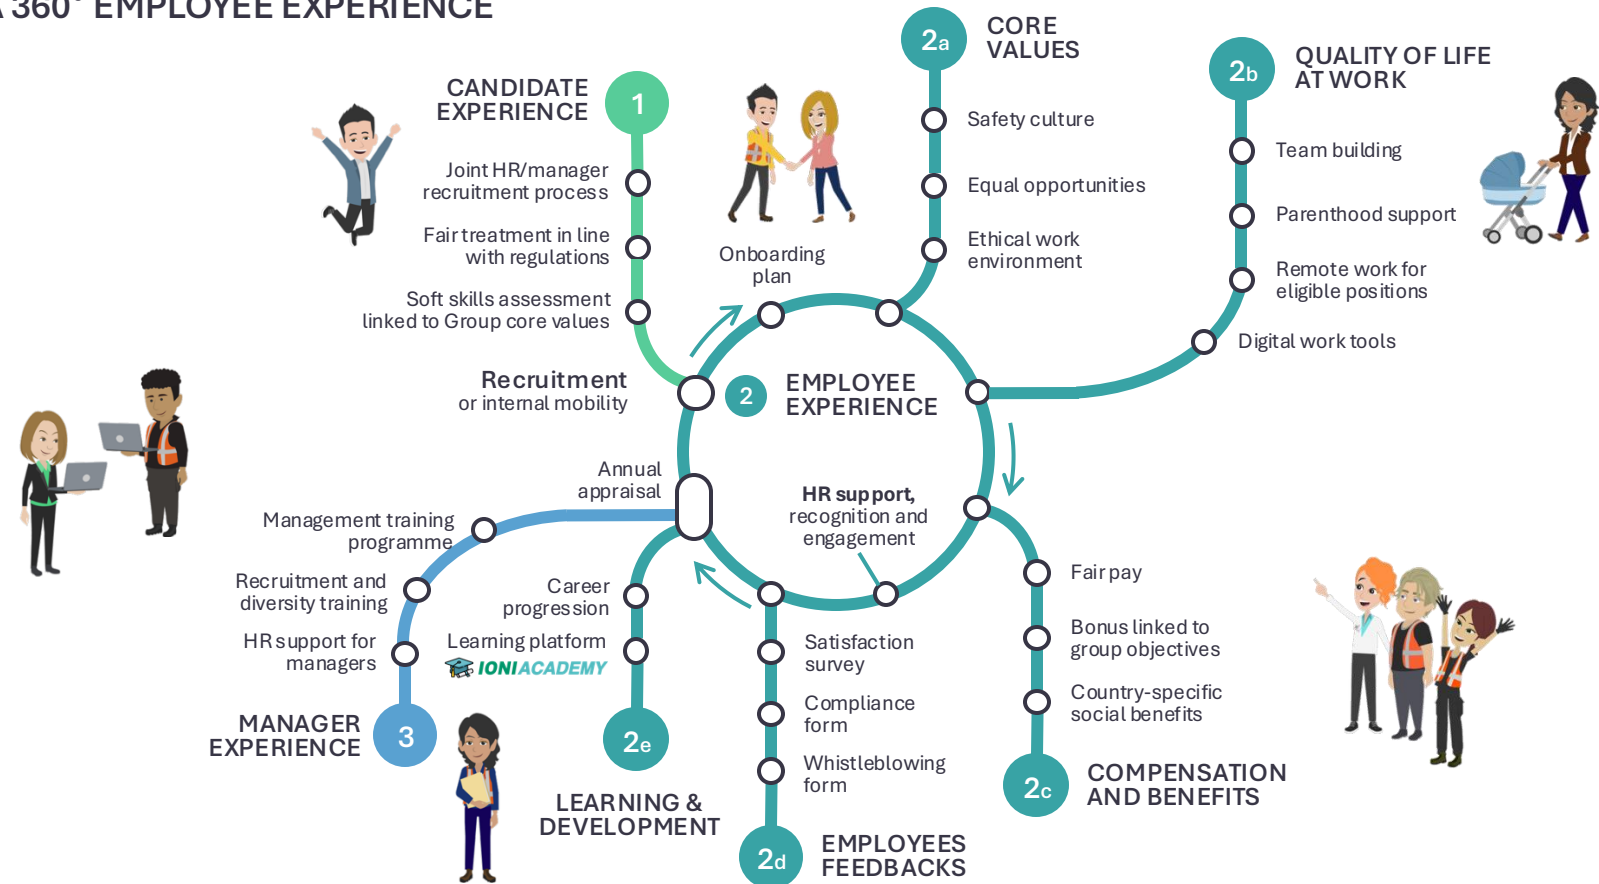 A 360° EMPLOYEE EXPERIENCE
1
CANDIDATE
EXPERIENCE
Joint HR/manager
recruitment process
Fair treatment in line
with regulations
Soft skills assessment
linked to Group core values
Recruitment
or internal mobility
2
EMPLOYEE
EXPERIENCE
Onboarding
plan
2a
CORE
VALUES
Safety culture
Equal opportunities
Ethical work
environment
2b
QUALITY OF LIFE
AT WORK
Team building
Parenthood support
Remote work for
eligible positions
Digital work tools
HR support,
recognition and
engagement
Fair pay
Bonus linked to
group objectives
Country-specific
social benefits
2c
COMPENSATION
AND BENEFITS
Satisfaction
survey
Compliance
form
Whistleblowing
form
2d
EMPLOYEES
FEEDBACKS
Annual
appraisal
Career
progression
Learning platform
IONIACADEMY
2e
LEARNING &
DEVELOPMENT
Management training
programme
Recruitment and
diversity training
HR support for
managers
3
MANAGER
EXPERIENCE